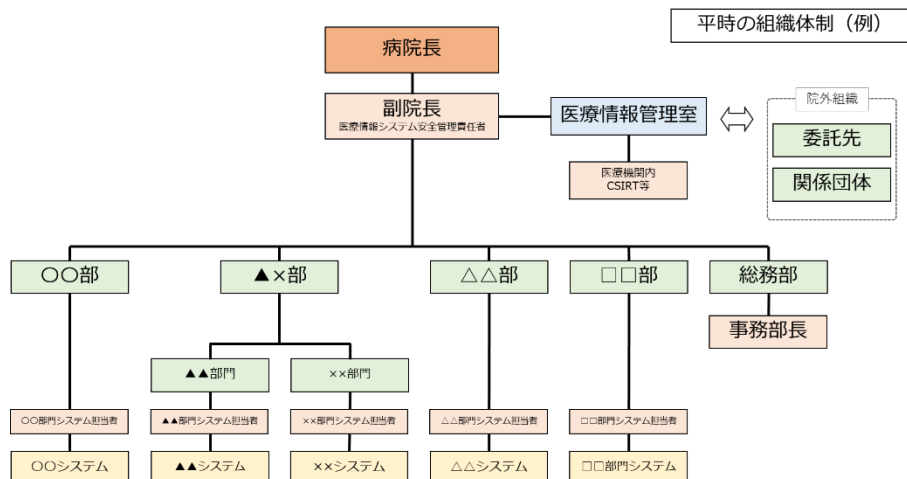 平時の組織体制（例）
病院長
副院長
医療情報システム安全管理責任者
医療情報管理室
院外組織
委託先
関係団体
医療機関内
CSIRT等
〇〇部
▲×部
△△部
□□部
総務部
事務部長
▲▲部門
××部門
〇〇部門システム担当者
▲▲部門システム担当者
××部門システム担当者
△△部門システム担当者
□□部門システム担当者
〇〇システム
▲▲システム
××システム
△△システム
□□部門システム